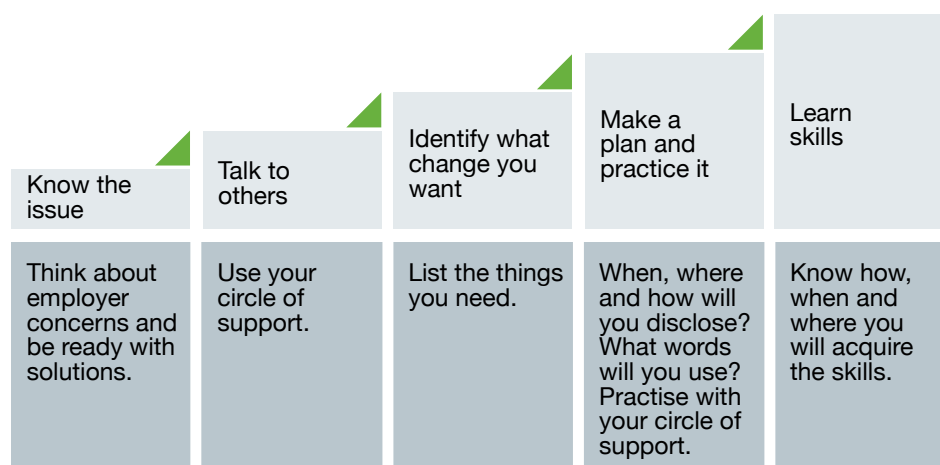 Know the
issue
Talk to
others
Identify what
change you
want
Make a
plan and
practice it
Learn
skills
Think about
employer
concerns and
be ready with
solutions.
Use your
circle of
support.
List the things
you need.
When, where
and how will
you disclose?
What words
will you use?
Practise with
your circle of
support.
Know how,
when and
where you
will acquire
the skills.